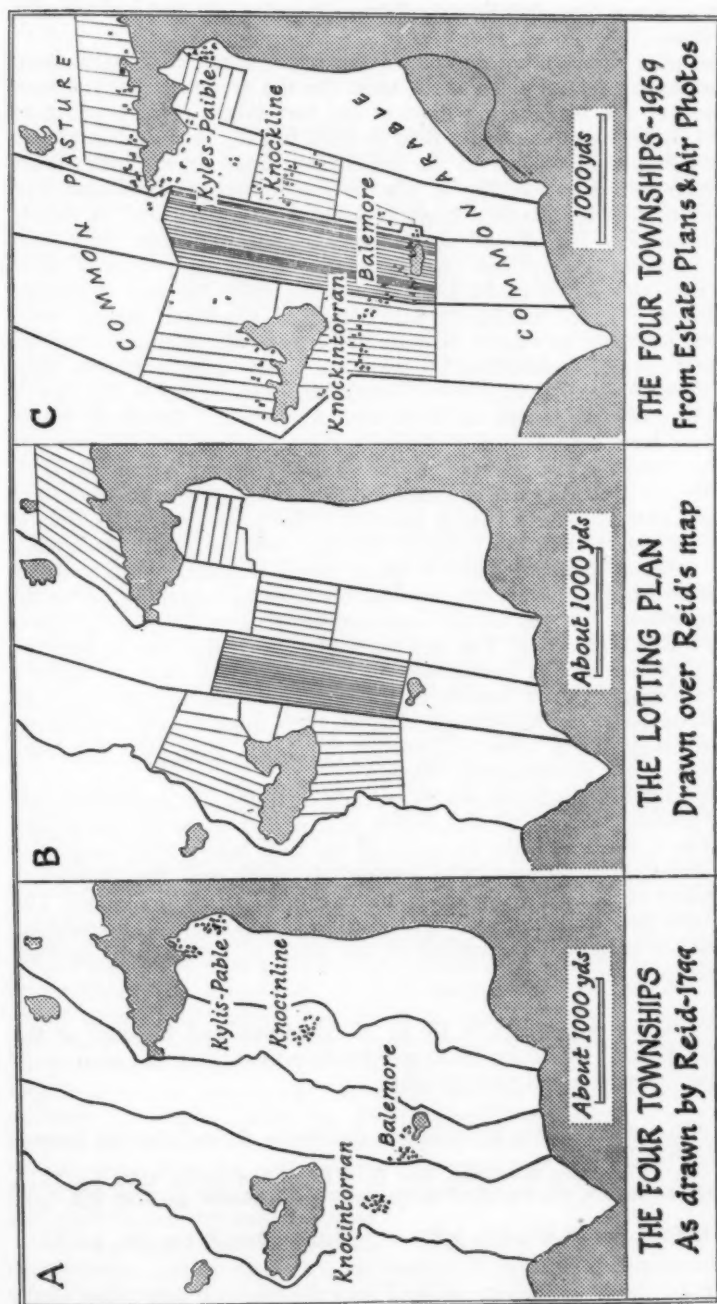 A
Kylis-Pable
Knocinline
Balemore
Knocintorran
About 1000 yds
THE FOUR TOWNSHIPS
As drawn by Reid-1799
B
About 1000 yds
THE LOTTING PLAN
Drawn over Reid's map
C
PASTURE
COMMON
Kyles-Paible
Knockline
Balemore
Knockintorran
COMMON ARABLE
1000yds
THE FOUR TOWNSHIPS-1959
From Estate Plans & Air Photos